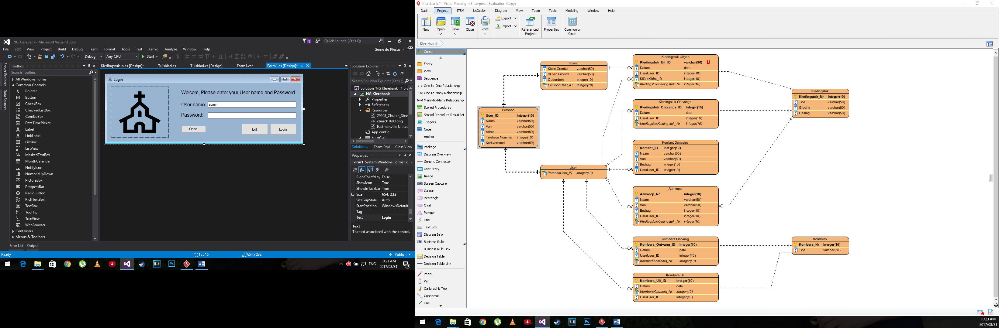 NG Klerebank - Microsoft Visual Studio
1
Quick Launch (Ctrl+Q)
File Edit View Project Build Debug Team Format Tools Test Xenko Analyze Window Help
Gerrie du Plessis
GP
Debug Any CPU Start
Server Explorer
Data Sources
Toolbox
Search Toolbox
All Windows Forms
Common Controls
Pointer
Button
CheckBox
CheckedListBox
ComboBox
DateTimePicker
Label
LinkLabel
ListBox
ListView
MaskedTextBox
MonthCalendar
NotifyIcon
NumericUpDown
PictureBox
ProgressBar
RadioButton
RichTextBox
TextBox
ToolTip
TreeView
WebBrowser
Containers
Menus & Toolbars
Error List Output
Kledingstuk In.cs [Design]* Tuisblad.cs Tuisblad.cs [Design] Form1.cs* Form1.cs [Design]*
Login
Welcom, Please enter your User name and Password
User name: admin
Password:
Open Exit Login
Solution Explorer
Search Solution Explorer (Ctrl+;
Solution 'NG Klerebank' (1 pro
NG Klerebank
Properties
References
Resources
29208_Church_Stee
church1600.png
Eastmanville United
App.config
Form1.cs
Solution... Team Expl... Class View
Properties
Form1 System.Windows.Forms.Fo
RightToLeftLay False
ShowIcon True
ShowInTaskbar True
Size 654; 232
SizeGripStyle Auto
StartPosition WindowsDefault
Tag
Text Login
Text
The text associated with the control.
Ready 15 , 15 654 x 232 Publish
Ps
ENG
10:23 AM
2017/08/31
11
Klerebank * - Visual Paradigm Enterprise (Evaluation Copy)
Dash Project ITSM UeXceler Diagram View Team Tools Modeling Window Help
New Open Save Close Print
Export
Import
Referenced Project
Properties
Community Circle
Klerebank
Cursor
Entity
View
Sequence
One-to-One Relationship
One-to-Many Relationship
Many-to-Many Relationship
Stored Procedures
Stored Procedure ResultSet
Triggers
Note
Anchor
Package
Diagram Overview
Generic Connector
User Story
Image
Screen Capture
Callout
Rectangle
Oval
Polygon
Line
Text Box
Diagram Info
Business Rule
Business Rule Link
Decision Table
Decision Table Link
Pencil
Pen
Calligraphic Tool
Connector
Line
Persoon
User_ID integer(10)
Naam varchar(50)
Van varchar(50)
Adres varchar(50)
Telefoon Nommer integer(10)
Kerkverband varchar(50)
Kliënt
Klere Grootte varchar(50)
Skoen Grootte varchar(50)
Ouderdom integer(10)
PersoonUser_ID integer(10)
User
PersoonUser_ID integer(10)
Kledingstuk Uitgee
Kledingstuk_Uit_ID varchar(50) U
Datum date
UserUser_ID integer(10)
KliëntKliënt_ID integer(10)
KledingstukKledingstuk_Nr integer(10)
Kledingstuk Ontvangs
Kledingstuk_Ontvangs_ID integer(10)
Datum date
UserUser_ID integer(10)
KledingstukKledingstuk_Nr integer(10)
Kontant Donasies
Kontant_ID integer(10)
Naam varchar(50)
Van varchar(50)
Bedrag integer(10)
UserUser_ID integer(10)
Aankope
Aankoop_Nr integer(10)
Naam varchar(50)
Van varchar(50)
Bedrag integer(10)
UserUser_ID integer(10)
KledingstukKledingstuk_Nr integer(10)
Kombers Ontvang
Kombers_Ontvang_ID integer(10)
Datum date
UserUser_ID integer(10)
KembersKombers_Nr integer(10)
Kombers Uit
Kombers_Uit_ID integer(10)
Datum date
KembersKombers_Nr integer(10)
UserUser_ID integer(10)
Kledingstuk
Kledingstuk_Nr integer(10)
Tipe varchar(50)
Grootte varchar(50)
Geslag varchar(50)
Kombers
Kombers_Nr integer(10)
Tipe varchar(50)
Ps
10:23 AM
2017/08/31